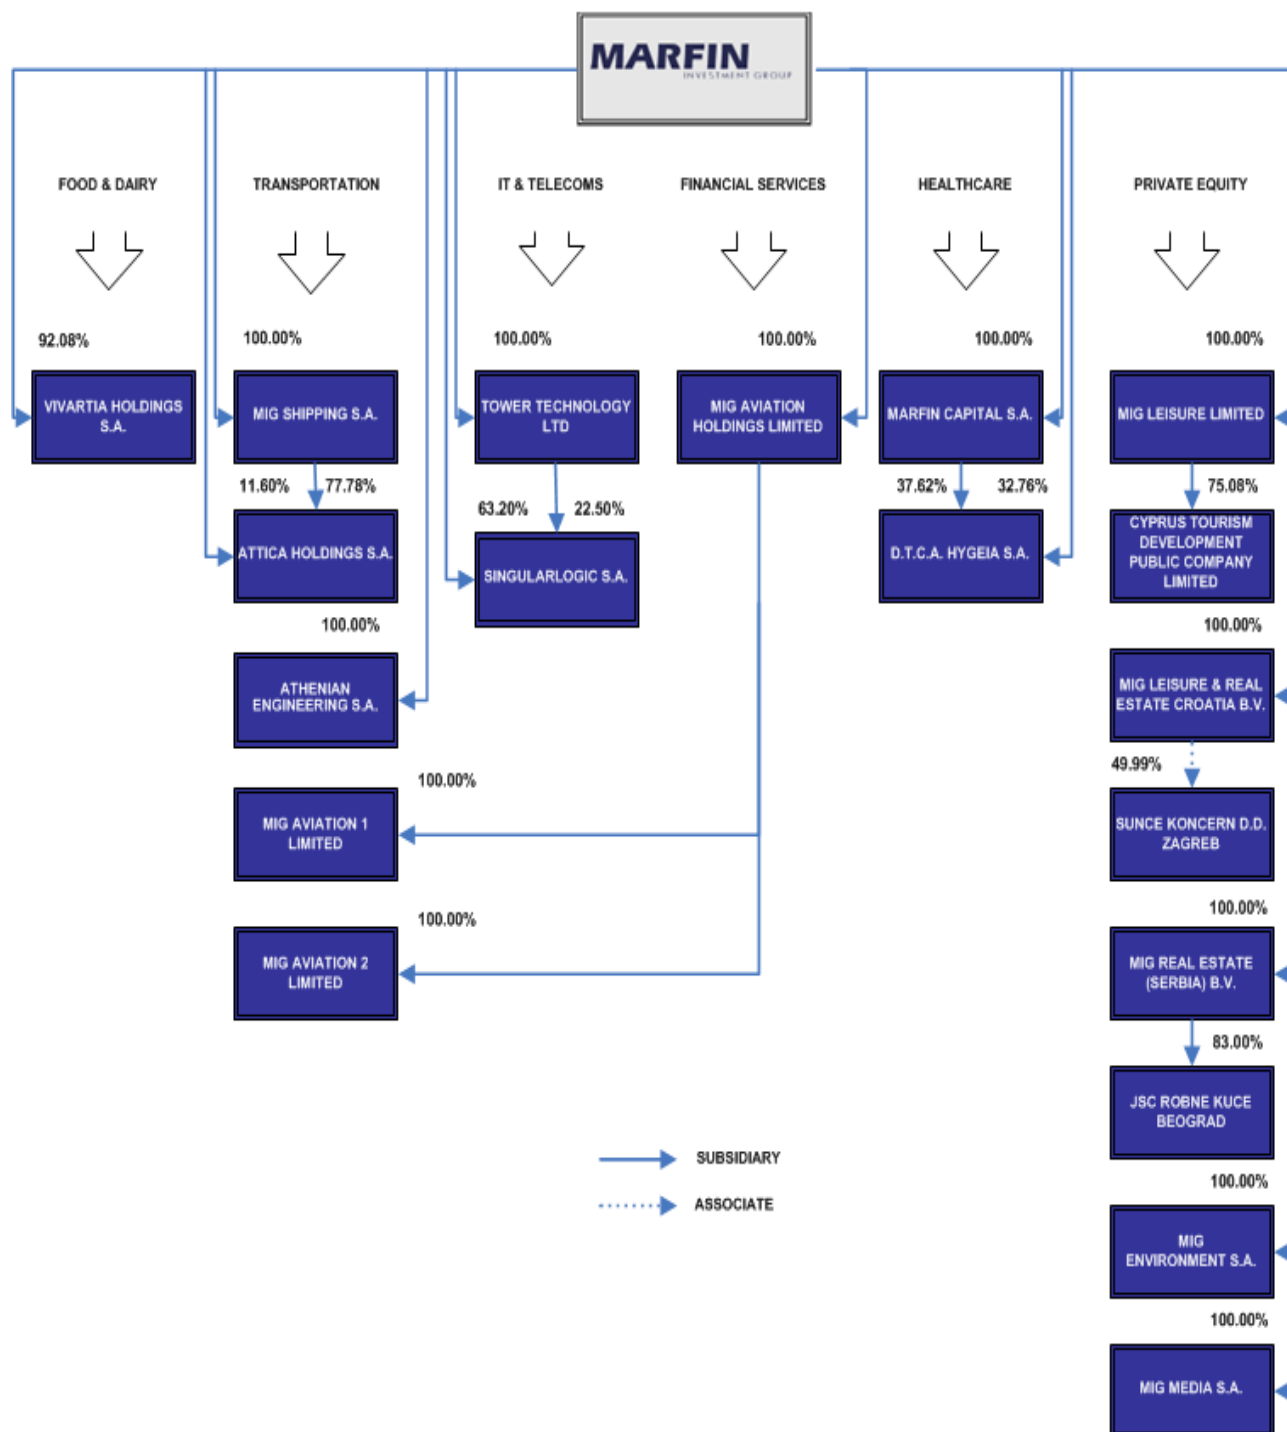 MARFIN
INVESTMENT GROUP
FOOD & DAIRY
TRANSPORTATION
IT & TELECOMS
FINANCIAL SERVICES
HEALTHCARE
PRIVATE EQUITY
92.08%
100.00%
100.00%
100.00%
100.00%
100.00%
VIVARTIA HOLDINGS
S.A.
MIG SHIPPING S.A.
TOWER TECHNOLOGY
LTD
MIG AVIATION
HOLDINGS LIMITED
MARFIN CAPITAL S.A.
MIG LEISURE LIMITED
11.60%
77.78%
63.20%
22.50%
37.62%
32.76%
75.08%
ATTICA HOLDINGS S.A.
SINGULARLOGIC S.A.
D.T.C.A. HYGEIA S.A.
CYPRUS TOURISM
DEVELOPMENT
PUBLIC COMPANY
LIMITED
100.00%
100.00%
ATHENIAN
ENGINEERING S.A.
MIG LEISURE & REAL
ESTATE CROATIA B.V.
100.00%
49.99%
MIG AVIATION 1
LIMITED
SUNCE KONCERN D.D.
ZAGREB
100.00%
100.00%
MIG AVIATION 2
LIMITED
MIG REAL ESTATE
(SERBIA) B.V.
83.00%
JSC ROBNE KUCE
BEOGRAD
SUBSIDIARY
ASSOCIATE
100.00%
MIG
ENVIRONMENT S.A.
100.00%
MIG MEDIA S.A.